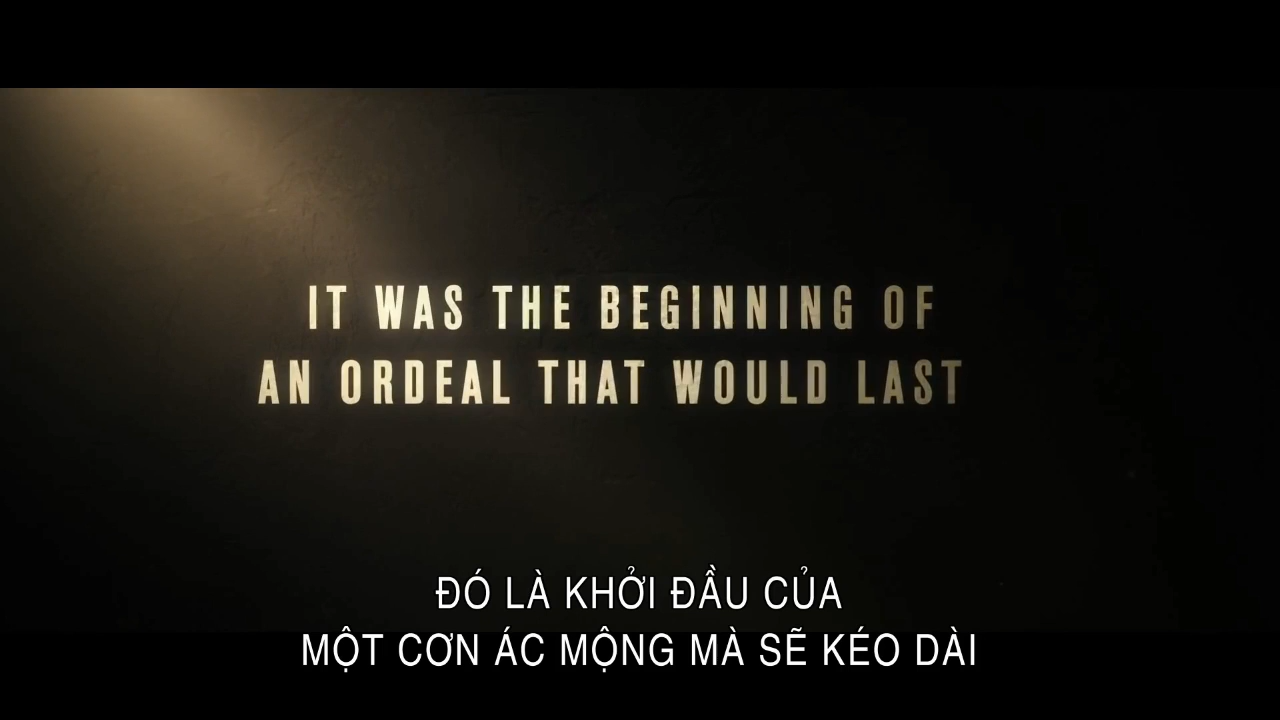 IT WAS THE BEGINNING OF
AN ORDEAL THAT WOULD LAST
ĐÓ LÀ KHỞI ĐẦU CỦA
MỘT CƠN ÁC MỘNG MÀ SẼ KÉO DÀI